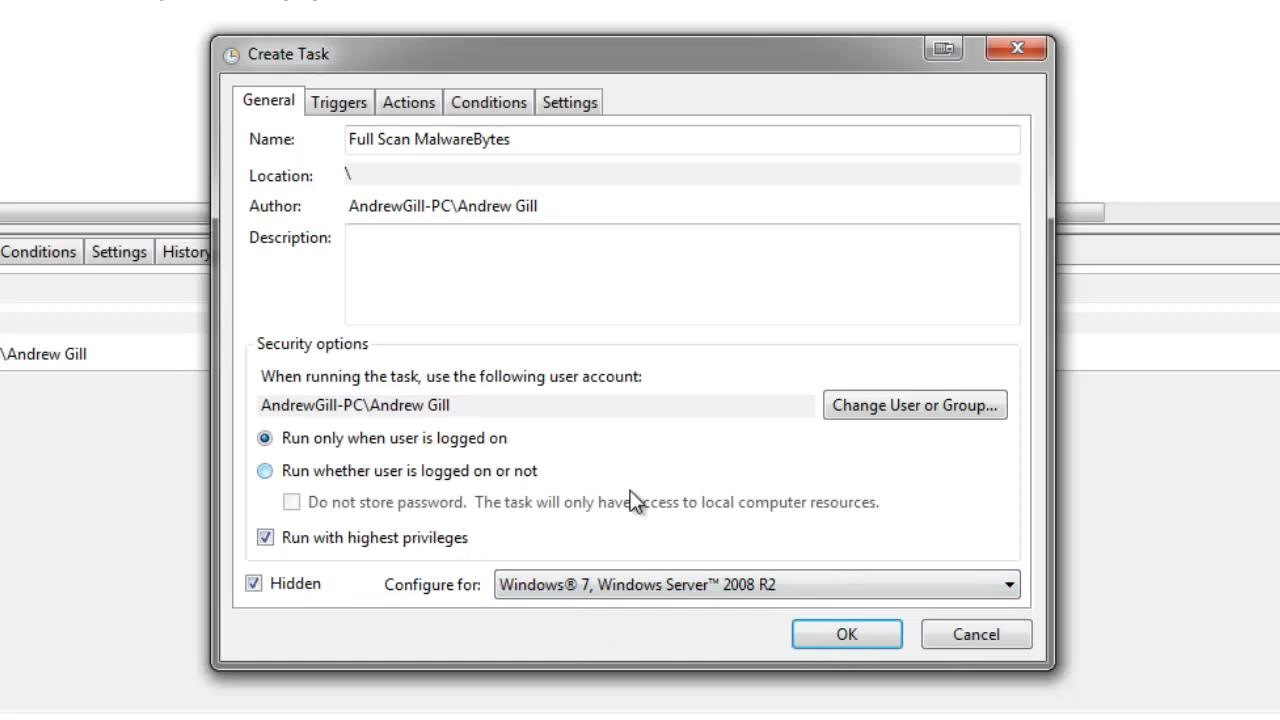 Create Task
General Triggers Actions Conditions Settings
Name: Full Scan MalwareBytes
Location: \
Author: AndrewGill-PC\Andrew Gill
Description:
Conditions Settings History
\Andrew Gill
Security options
When running the task, use the following user account:
AndrewGill-PC\Andrew Gill Change User or Group...
Run only when user is logged on
Run whether user is logged on or not
Do not store password. The task will only have access to local computer resources.
Run with highest privileges
Hidden Configure for: Windows® 7, Windows Server™ 2008 R2
OK Cancel